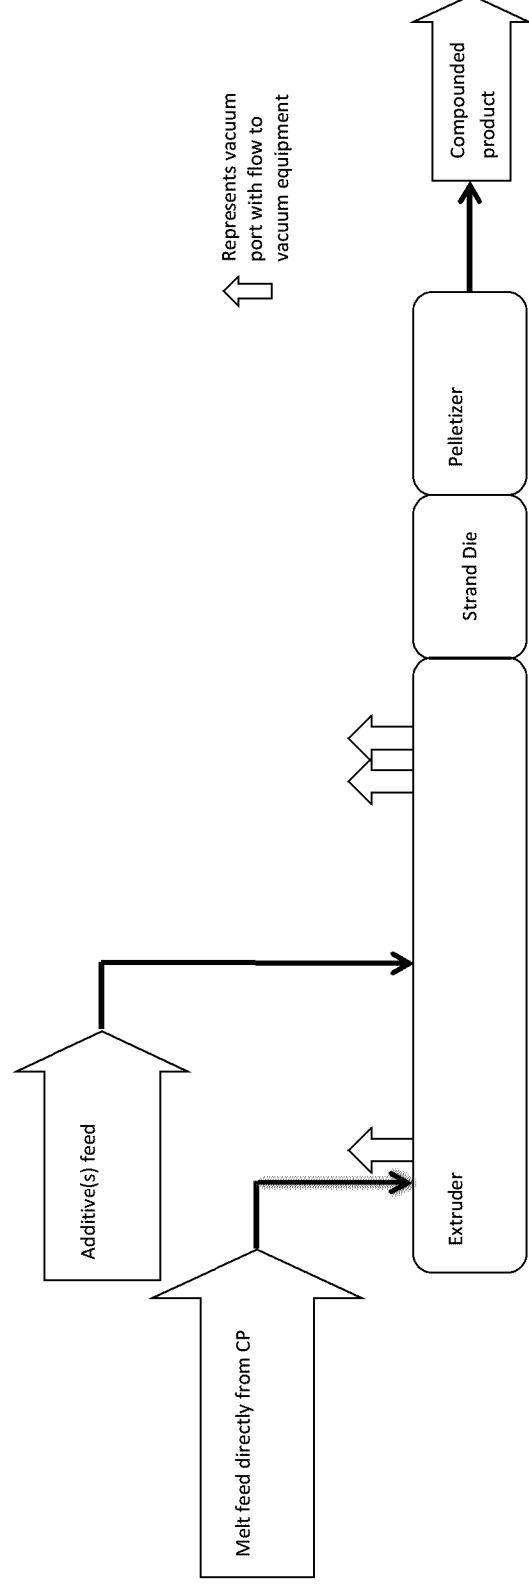 Melt feed directly from CP
Additive(s) feed
Extruder
Strand Die
Pelletizer
Compounded
product
Represents vacuum
port with flow to
vacuum equipment